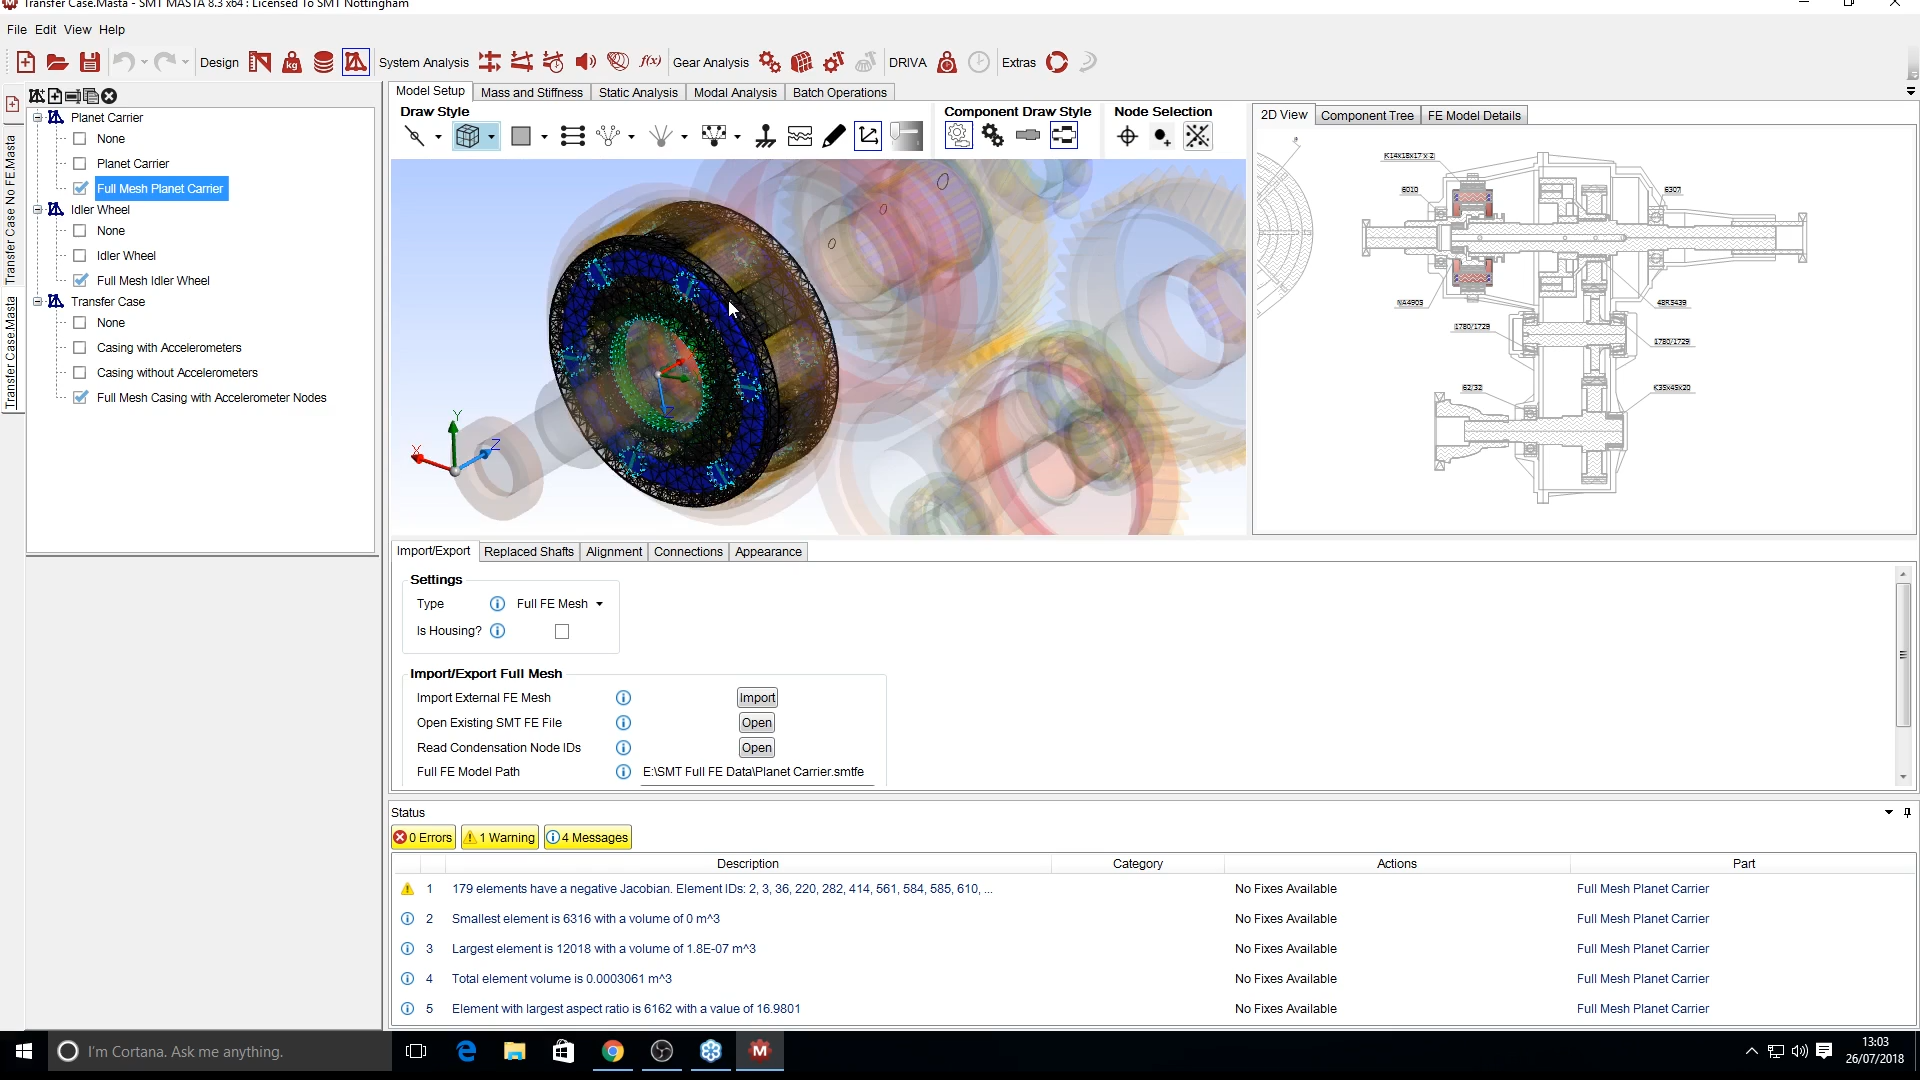 Transfer Case.Masta - SMT MASTA 8.3 x64 : Licensed To SMT Nottingham
File Edit View Help
Design System Analysis f(x) Gear Analysis DRIVA Extras
kg
Transfer Case No FE.Masta
Transfer Case.Masta
Planet Carrier
None
Planet Carrier
Full Mesh Planet Carrier
Idler Wheel
None
Idler Wheel
Full Mesh Idler Wheel
Transfer Case
None
Casing with Accelerometers
Casing without Accelerometers
Full Mesh Casing with Accelerometer Nodes
Model Setup Mass and Stiffness Static Analysis Modal Analysis Batch Operations
Draw Style Component Draw Style Node Selection
Y
X
Z
2D View Component Tree FE Model Details
K14x18x17 x 2
6010
6307
NA4905
1780/1729
1780/1729
62/32
K35x45x20
Import/Export Replaced Shafts Alignment Connections Appearance
Settings
Type Full FE Mesh
Is Housing?
Import/Export Full Mesh
Import External FE Mesh Import
Open Existing SMT FE File Open
Read Condensation Node IDs Open
Full FE Model Path E:\SMT Full FE Data\Planet Carrier.smtfe
Status
0 Errors 1 Warning 4 Messages
Description Category Actions Part
1 179 elements have a negative Jacobian. Element IDs: 2, 3, 36, 220, 282, 414, 561, 584, 585, 610, ... No Fixes Available Full Mesh Planet Carrier
2 Smallest element is 6316 with a volume of 0 m^3 No Fixes Available Full Mesh Planet Carrier
3 Largest element is 12018 with a volume of 1.8E-07 m^3 No Fixes Available Full Mesh Planet Carrier
4 Total element volume is 0.0003061 m^3 No Fixes Available Full Mesh Planet Carrier
5 Element with largest aspect ratio is 6162 with a value of 16.9801 No Fixes Available Full Mesh Planet Carrier
I'm Cortana. Ask me anything.
M
13:03
26/07/2018